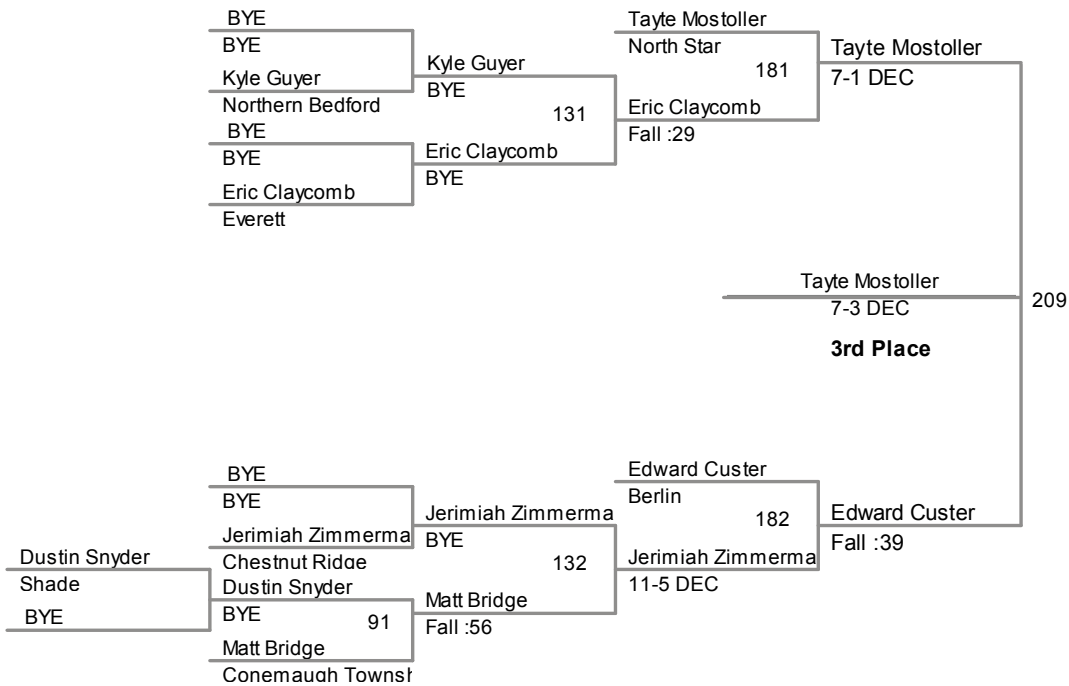 BYE
BYE
Kyle Guyer
Northern Bedford
BYE
BYE
Eric Claycomb
Everett
Kyle Guyer
BYE
131
Eric Claycomb
BYE
Tayte Mostoller
North Star
181
Eric Claycomb
Fall :29
Tayte Mostoller
7-1 DEC
Tayte Mostoller
7-3 DEC
3rd Place
209
BYE
BYE
Jerimiah Zimmerma
Chestnut Ridge
Dustin Snyder
Shade
BYE
Dustin Snyder
BYE
91
Matt Bridge
Conemaugh Townsh
Jerimiah Zimmerma
BYE
132
Matt Bridge
Fall :56
Edward Custer
Berlin
182
Jerimiah Zimmerma
11-5 DEC
Edward Custer
Fall :39